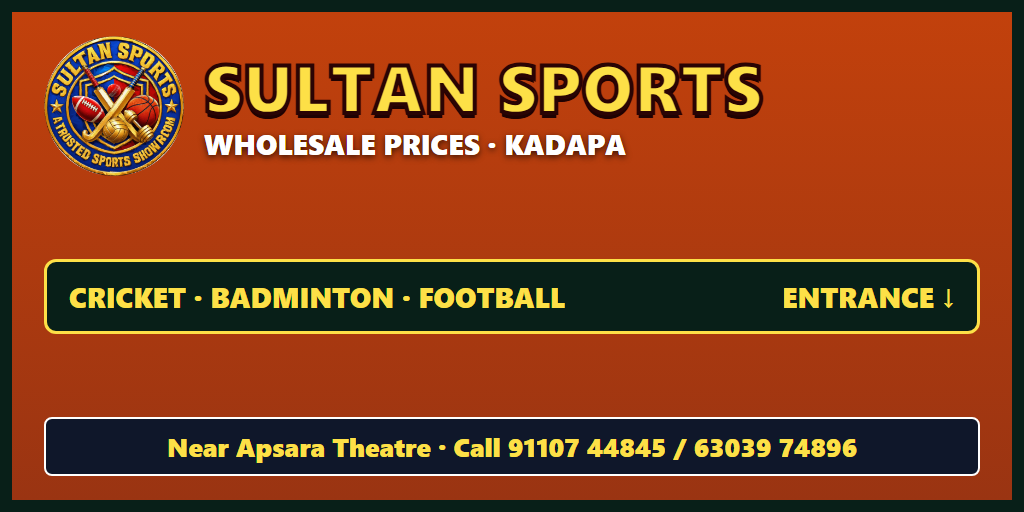 SULTAN SPORTS
A TRUSTED SPORTS SHOW ROOM
SULTAN SPORTS
WHOLESALE PRICES · KADAPA
CRICKET · BADMINTON · FOOTBALL
ENTRANCE ↓
Near Apsara Theatre · Call 91107 44845 / 63039 74896